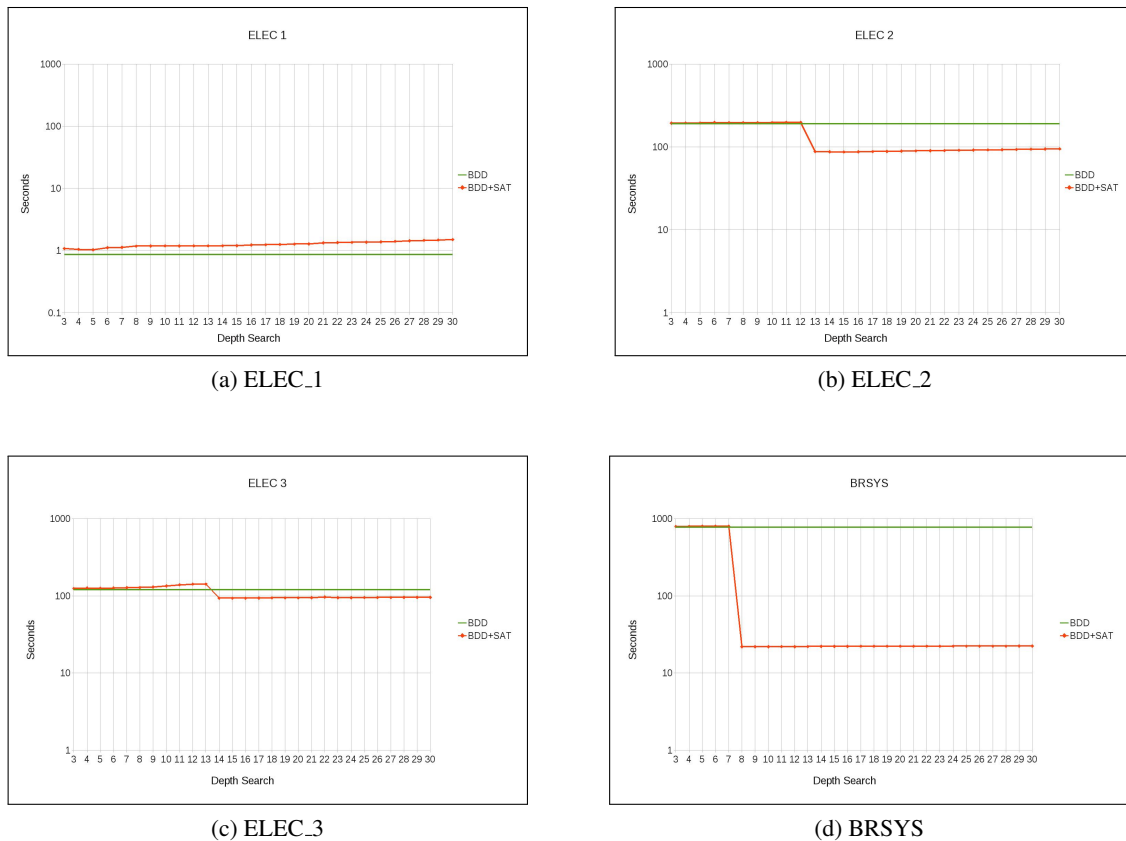 ELEC 1
1000
100
10
1
0.1
Seconds
3 4 5 6 7 8 9 10 11 12 13 14 15 16 17 18 19 20 21 22 23 24 25 26 27 28 29 30
Depth Search
BDD
BDD+SAT
(a) ELEC_1
ELEC 2
1000
100
10
1
Seconds
3 4 5 6 7 8 9 10 11 12 13 14 15 16 17 18 19 20 21 22 23 24 25 26 27 28 29 30
Depth Search
BDD
BDD+SAT
(b) ELEC_2
ELEC 3
1000
100
10
1
Seconds
3 4 5 6 7 8 9 10 11 12 13 14 15 16 17 18 19 20 21 22 23 24 25 26 27 28 29 30
Depth Search
BDD
BDD+SAT
(c) ELEC_3
BRSYS
1000
100
10
1
Seconds
3 4 5 6 7 8 9 10 11 12 13 14 15 16 17 18 19 20 21 22 23 24 25 26 27 28 29 30
Depth Search
BDD
BDD+SAT
(d) BRSYS